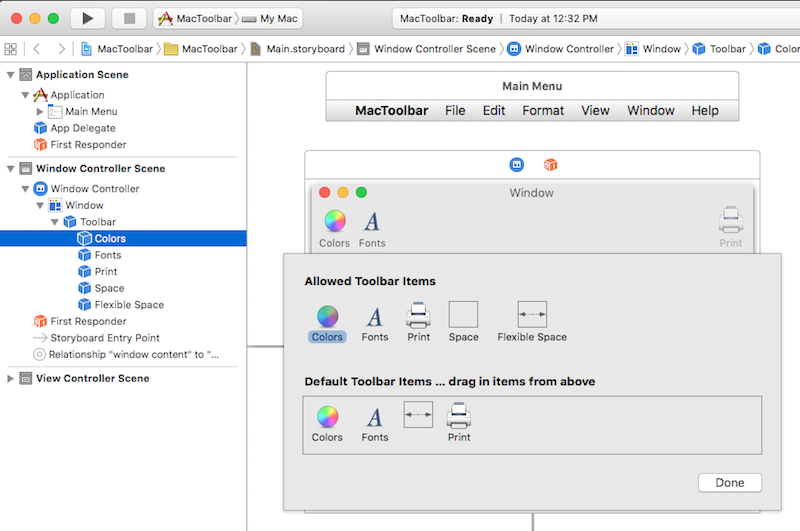 MacToolbar My Mac MacToolbar: Ready | Today at 12:32 PM
MacToolbar MacToolbar Main.storyboard Window Controller Scene Window Controller Window Toolbar Color
Application Scene
Application
Main Menu
App Delegate
First Responder
Window Controller Scene
Window Controller
Window
Toolbar
Colors
Fonts
Print
Space
Flexible Space
First Responder
Storyboard Entry Point
Relationship "window content" to "...
View Controller Scene
Main Menu
MacToolbar File Edit Format View Window Help
Window
Colors Fonts Print
Allowed Toolbar Items
Colors Fonts Print Space Flexible Space
Default Toolbar Items ... drag in items from above
Colors Fonts Print
Done